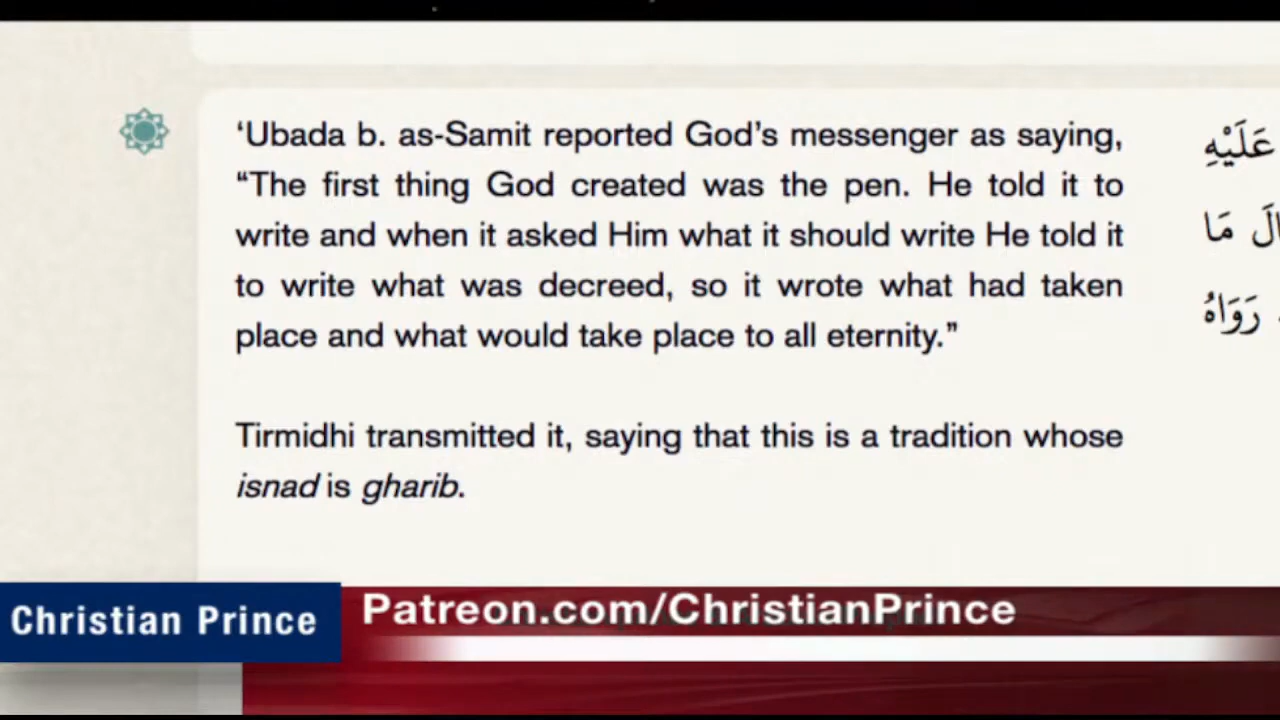 ‘Ubada b. as-Samit reported God’s messenger as saying,
“The first thing God created was the pen. He told it to
write and when it asked Him what it should write He told it
to write what was decreed, so it wrote what had taken
place and what would take place to all eternity.”
Tirmidhi transmitted it, saying that this is a tradition whose
isnad is gharib.
عَلَيْهِ
مَا
رَوَاهُ
Christian Prince
Patreon.com/ChristianPrince